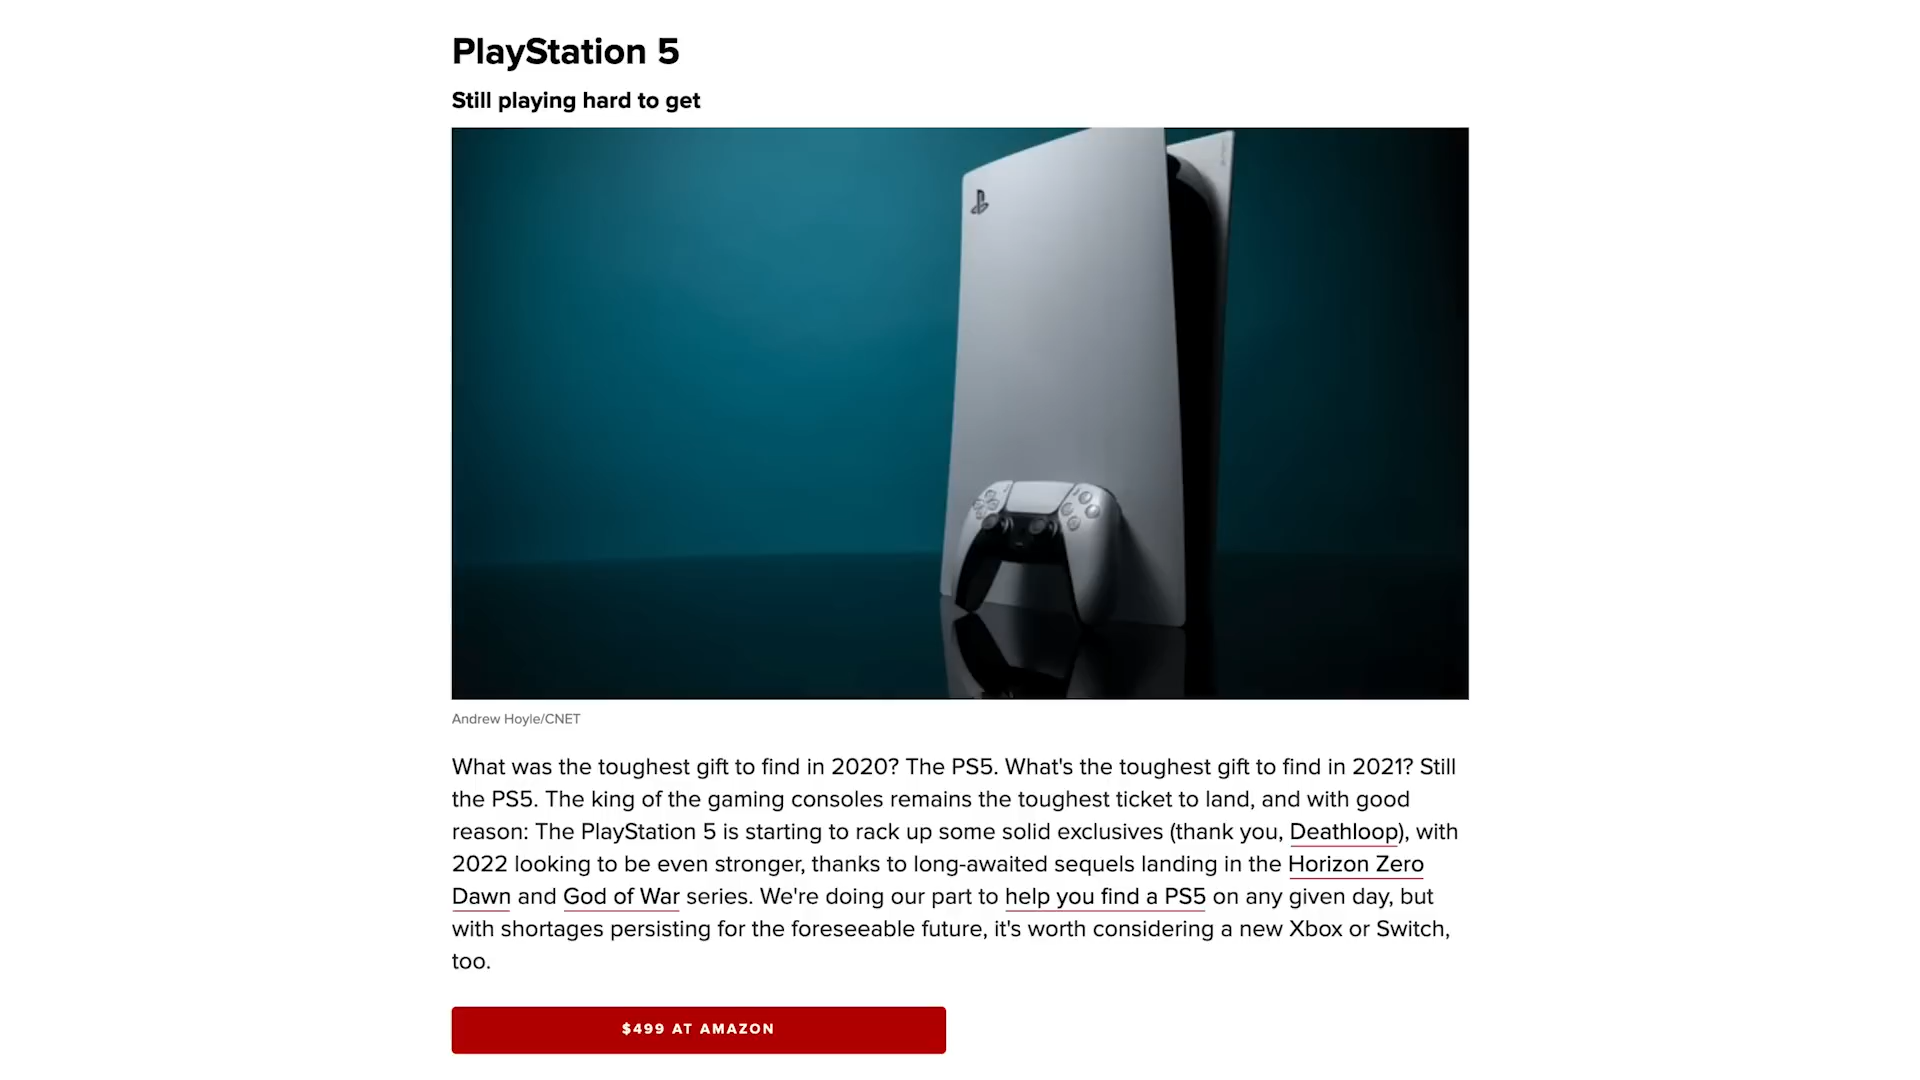 PlayStation 5
Still playing hard to get
Andrew Hoyle/CNET
What was the toughest gift to find in 2020? The PS5. What's the toughest gift to find in 2021? Still
the PS5. The king of the gaming consoles remains the toughest ticket to land, and with good
reason: The PlayStation 5 is starting to rack up some solid exclusives (thank you, Deathloop), with
2022 looking to be even stronger, thanks to long-awaited sequels landing in the Horizon Zero
Dawn and God of War series. We're doing our part to help you find a PS5 on any given day, but
with shortages persisting for the foreseeable future, it's worth considering a new Xbox or Switch,
too.
$499 AT AMAZON